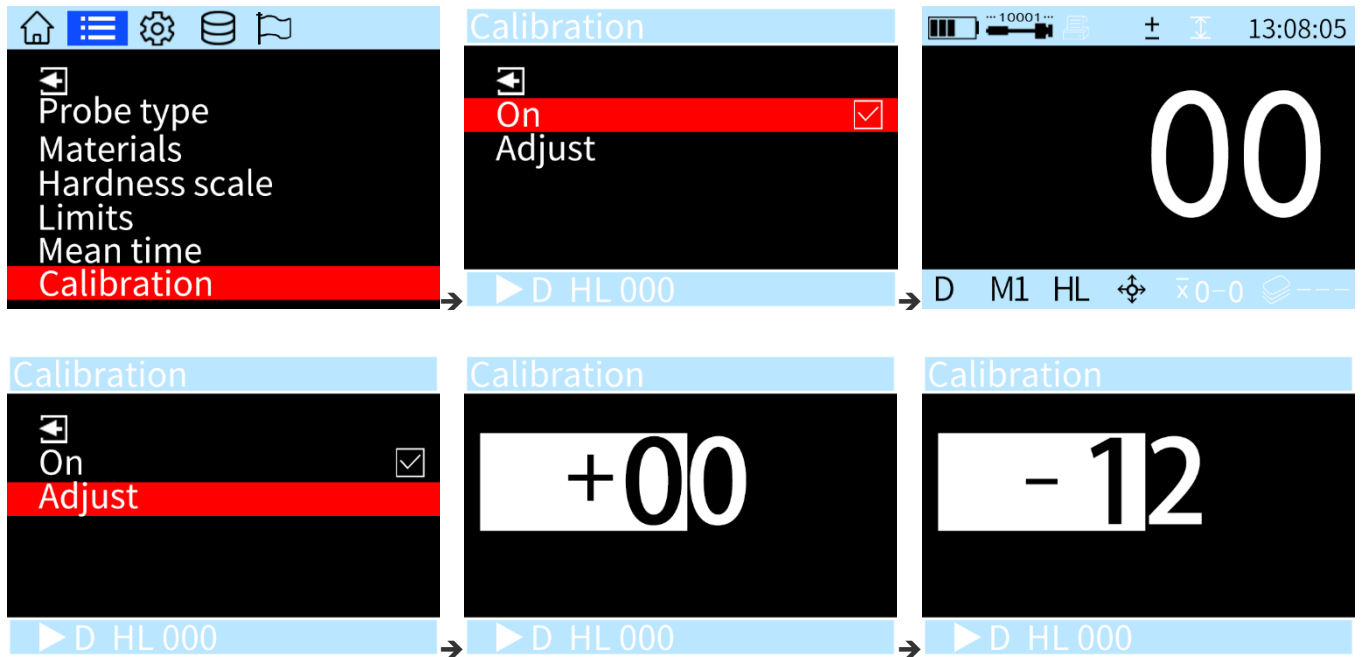 Probe type
Materials
Hardness scale
Limits
Mean time
Calibration
Calibration
On
Adjust
D HL 000
10001
13:08:05
00
D M1 HL x̄ 0-0 ---
Calibration
On
Adjust
D HL 000
Calibration
+00
D HL 000
Calibration
- 12
D HL 000